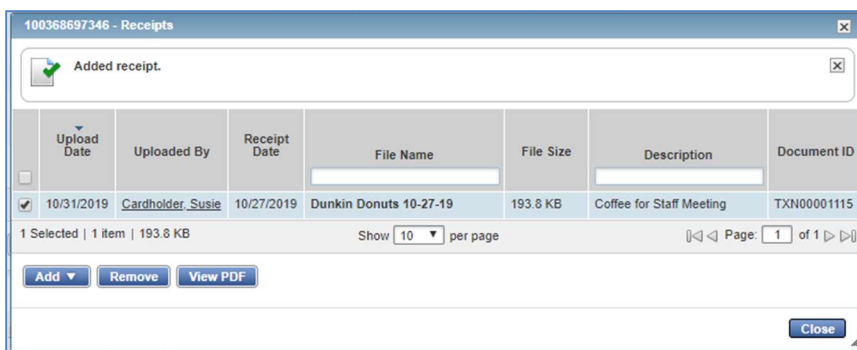 100368697346 - Receipts
Added receipt.
Upload Date
Uploaded By
Receipt Date
File Name
File Size
Description
Document ID
10/31/2019 Cardholder, Susie 10/27/2019 Dunkin Donuts 10-27-19 193.8 KB Coffee for Staff Meeting TXN00001115
1 Selected | 1 item | 193.8 KB Show 10 per page Page: 1 of 1
Add Remove View PDF
Close